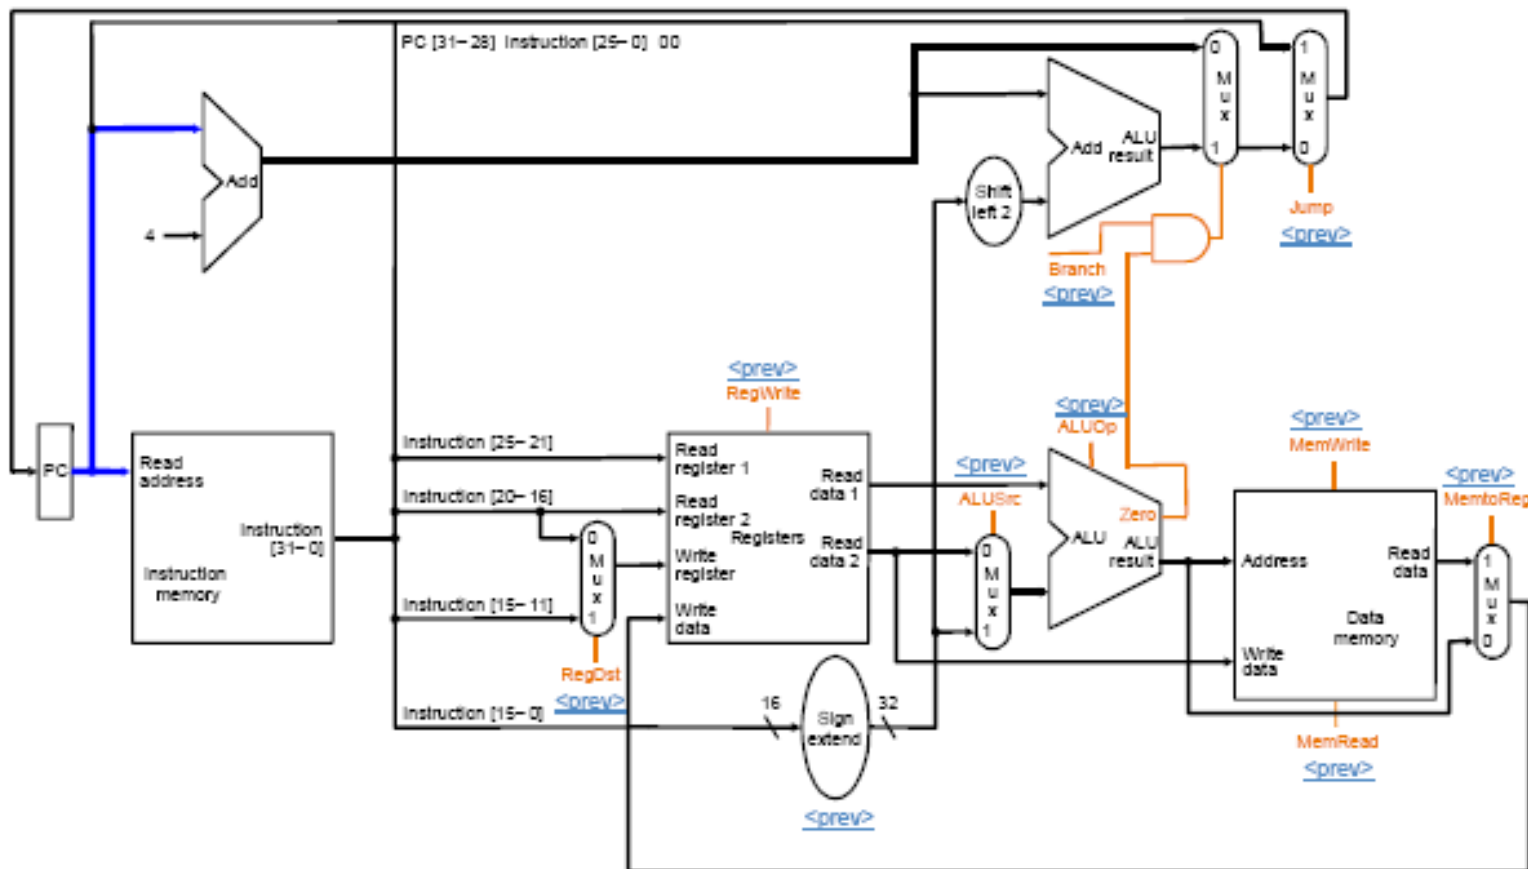 PC [31-28] Instruction [25-0] 00
0
M
u
x
1
1
M
u
x
0
Add
4
Add
ALU
result
Shift
left 2
Jump
<prev>
Branch
<prev>
<prev>
RegWrite
<prev>
ALUOp
<prev>
MemWrite
<prev>
MemtoReg
<prev>
ALUSrc
PC
Read
address
Instruction
[31-0]
Instruction
memory
Instruction [25-21]
Instruction [20-16]
Instruction [15-11]
Instruction [15-0]
0
M
u
x
1
RegDst
<prev>
Read
register 1
Read
register 2
Write
register
Write
data
Registers
Read
data 1
Read
data 2
0
M
u
x
1
Zero
ALU
ALU
result
Address
Write
data
Read
data
Data
memory
1
M
u
x
0
MemRead
<prev>
16
Sign
extend
32
<prev>